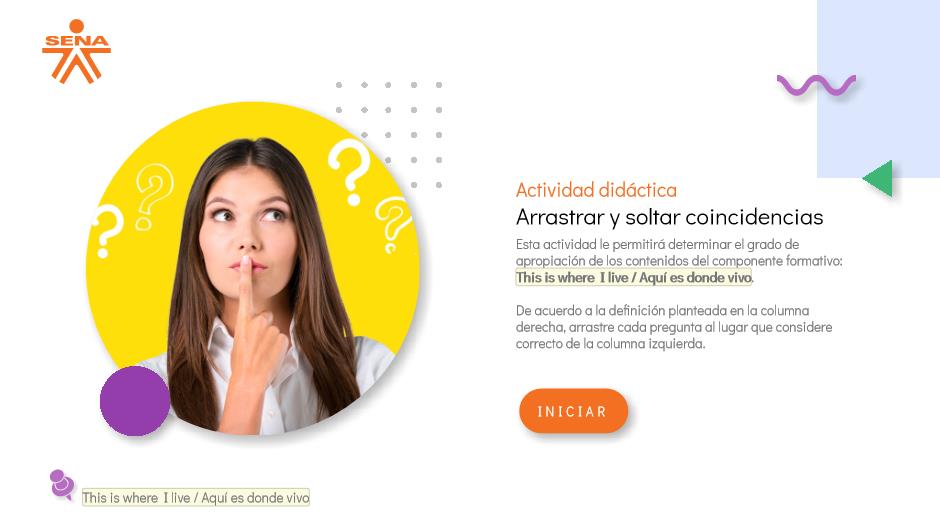 SENA
Actividad didáctica
Arrastrar y soltar coincidencias
Esta actividad le permitirá determinar el grado de
apropiación de los contenidos del componente formativo:
This is where I live / Aquí es donde vivo.
De acuerdo a la definición planteada en la columna
derecha, arrastre cada pregunta al lugar que considere
correcto de la columna izquierda.
INICIAR
This is where I live / Aquí es donde vivo